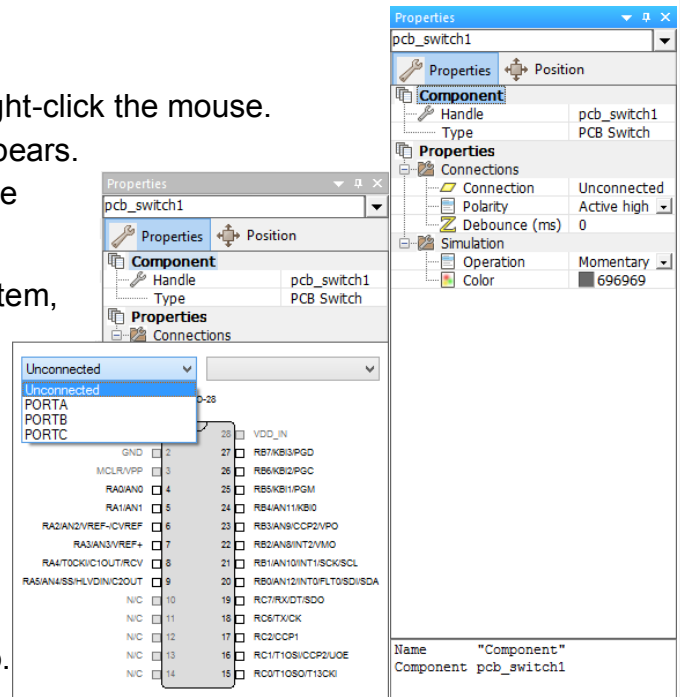 ght-click the mouse.
pears.
e
tem,
o.
Properties
pcb_switch1
Properties Position
Component
Handle pcb_switch1
Type PCB Switch
Properties
Connections
Unconnected
Unconnected
PORTA
PORTB
PORTC
O-28
28 VDD_IN
GND 2 27 RB7/KBI3/PGD
MCLR/VPP 3 26 RB6/KBI2/PGC
RA0/AN0 4 25 RB5/KBI1/PGM
RA1/AN1 5 24 RB4/AN11/KBI0
RA2/AN2/VREF-/CVREF 6 23 RB3/AN9/CCP2/VPO
RA3/AN3/VREF+ 7 22 RB2/AN8/INT2/VMO
RA4/T0CKI/C1OUT/RCV 8 21 RB1/AN10/INT1/SCK/SCL
RA5/AN4/SS/HLVDIN/C2OUT 9 20 RB0/AN12/INT0/FLT0/SDI/SDA
N/C 10 19 RC7/RX/DT/SDO
N/C 11 18 RC6/TX/CK
N/C 12 17 RC2/CCP1
N/C 13 16 RC1/T1OSI/CCP2/UOE
N/C 14 15 RC0/T1OSO/T13CKI
Properties
pcb_switch1
Properties Position
Component
Handle pcb_switch1
Type PCB Switch
Properties
Connections
Connection Unconnected
Polarity Active high
Debounce (ms) 0
Simulation
Operation Momentary
Color 696969
Name "Component"
Component pcb_switch1